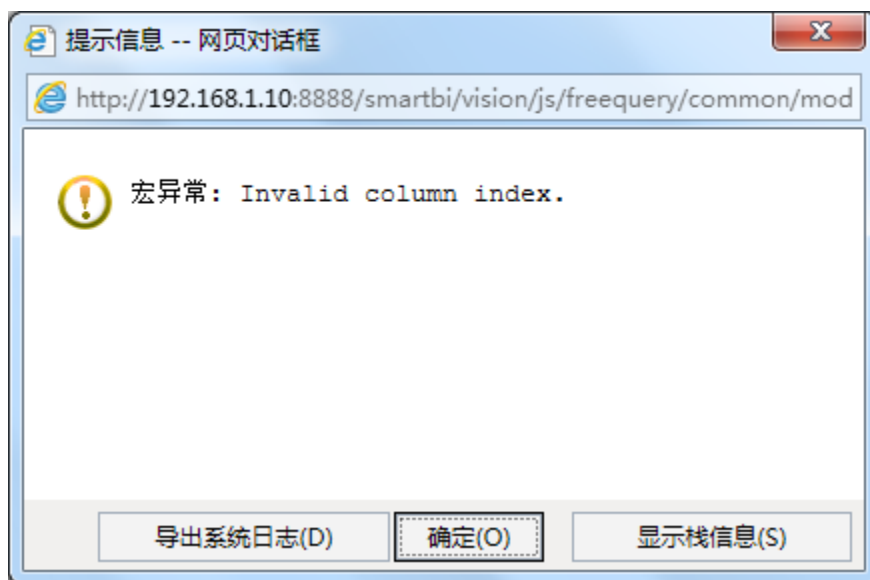 提示信息 -- 网页对话框
http://192.168.1.10:8888/smartbi/vision/js/freequery/common/mod
宏异常: Invalid column index.
导出系统日志(D)
确定(O)
显示栈信息(S)